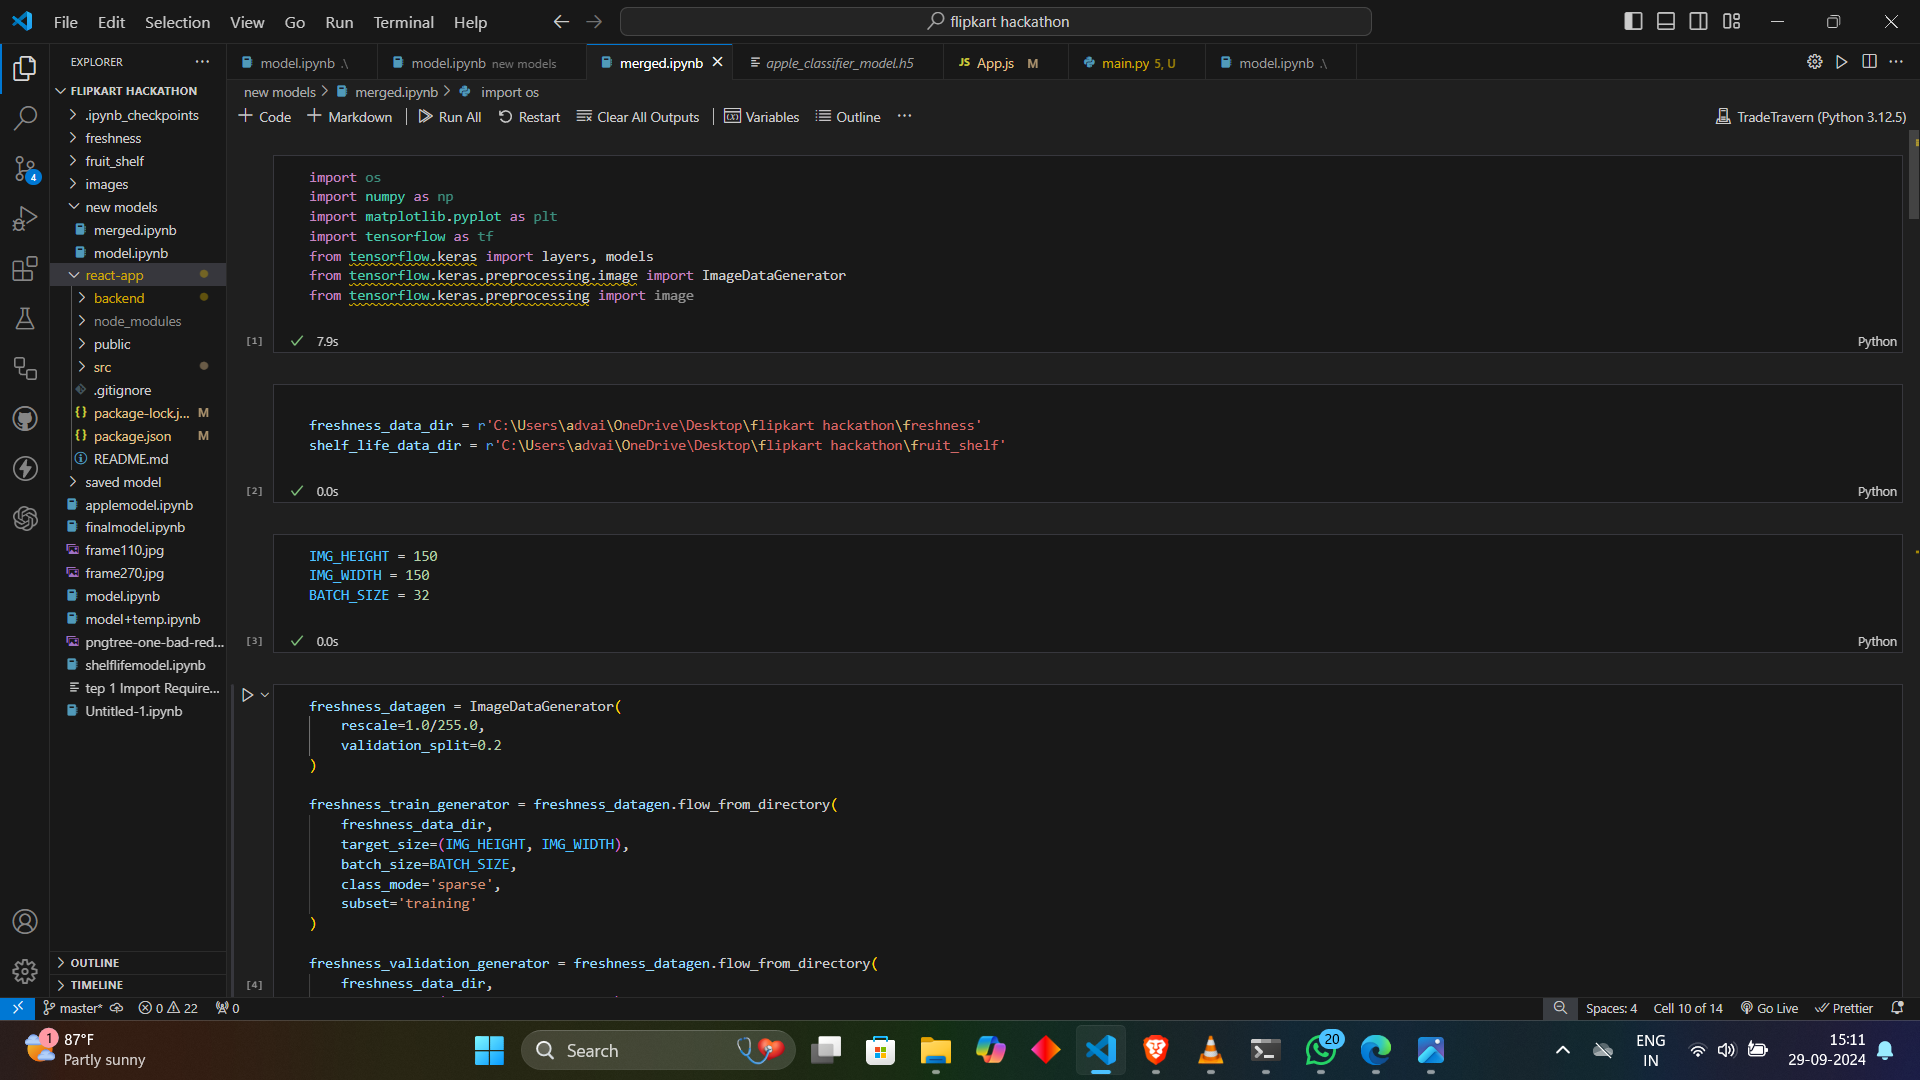 File Edit Selection View Go Run Terminal Help
flipkart hackathon
EXPLORER
FLIPKART HACKATHON
.ipynb_checkpoints
freshness
fruit_shelf
images
new models
merged.ipynb
model.ipynb
react-app
backend
node_modules
public
src
.gitignore
package-lock.j... M
package.json M
README.md
saved model
applemodel.ipynb
finalmodel.ipynb
frame110.jpg
frame270.jpg
model.ipynb
model+temp.ipynb
pngtree-one-bad-red...
shelflifemodel.ipynb
tep 1 Import Require...
Untitled-1.ipynb
OUTLINE
TIMELINE
4
model.ipynb .\
model.ipynb new models
merged.ipynb
apple_classifier_model.h5
JS App.js M
main.py 5, U
model.ipynb .\
new models > merged.ipynb > import os
Code Markdown Run All Restart Clear All Outputs Variables Outline ...
TradeTravern (Python 3.12.5)
import os
import numpy as np
import matplotlib.pyplot as plt
import tensorflow as tf
from tensorflow.keras import layers, models
from tensorflow.keras.preprocessing.image import ImageDataGenerator
from tensorflow.keras.preprocessing import image
[1] 7.9s Python
freshness_data_dir = r'C:\Users\advai\OneDrive\Desktop\flipkart hackathon\freshness'
shelf_life_data_dir = r'C:\Users\advai\OneDrive\Desktop\flipkart hackathon\fruit_shelf'
[2] 0.0s Python
IMG_HEIGHT = 150
IMG_WIDTH = 150
BATCH_SIZE = 32
[3] 0.0s Python
freshness_datagen = ImageDataGenerator(
rescale=1.0/255.0,
validation_split=0.2
)
freshness_train_generator = freshness_datagen.flow_from_directory(
freshness_data_dir,
target_size=(IMG_HEIGHT, IMG_WIDTH),
batch_size=BATCH_SIZE,
class_mode='sparse',
subset='training'
)
freshness_validation_generator = freshness_datagen.flow_from_directory(
[4] freshness_data_dir,
master* 0 22 0
Spaces: 4 Cell 10 of 14 Go Live Prettier
1 87°F
Partly sunny
Search
20
ENG
IN
15:11
29-09-2024